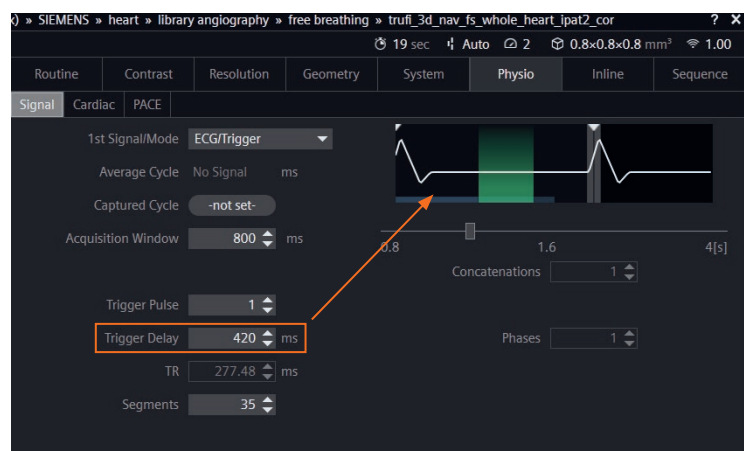 k) » SIEMENS » heart » library angiography » free breathing » trufi_3d_nav_fs_whole_heart_ipat2_cor ? X
19 sec Auto 2 0.8×0.8×0.8 mm³ 1.00
Routine Contrast Resolution Geometry System Physio Inline Sequence
Signal Cardiac PACE
1st Signal/Mode ECG/Trigger
Average Cycle No Signal ms
Captured Cycle -not set-
Acquisition Window 800 ms
0.8 1.6 4[s]
Concatenations 1
Trigger Pulse 1
Trigger Delay 420 ms
Phases 1
TR 277.48 ms
Segments 35